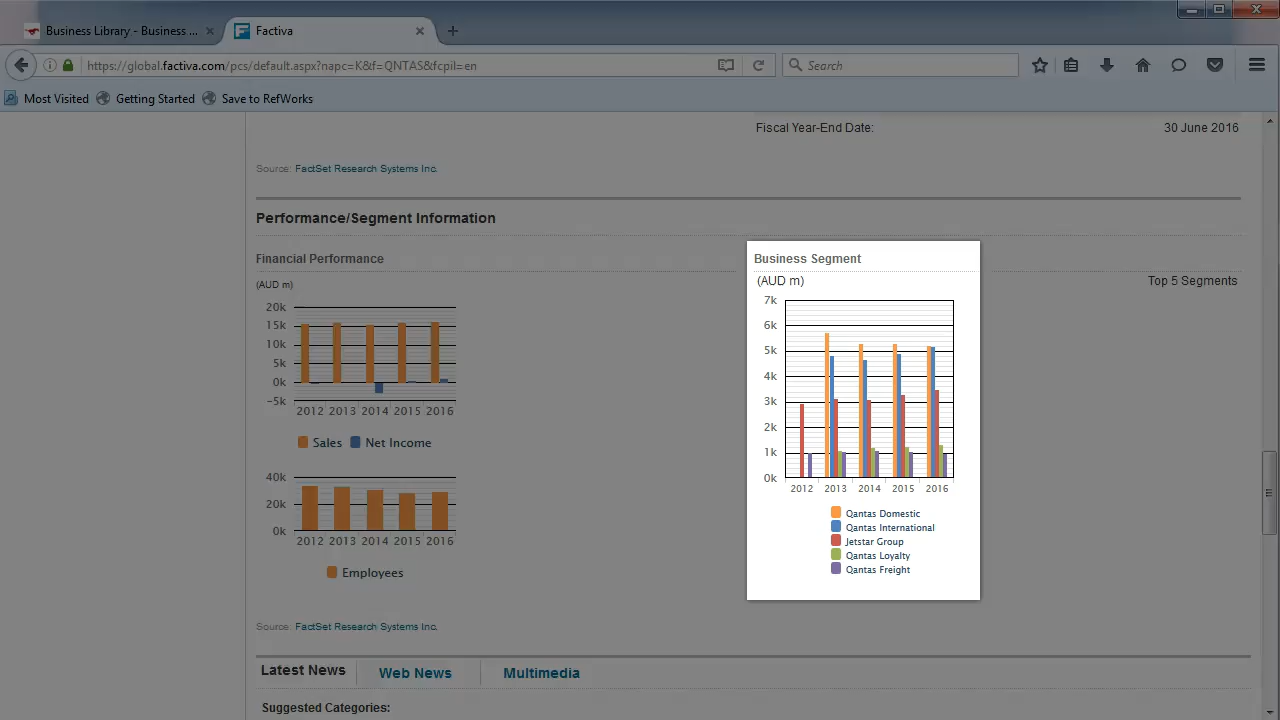 Business Library - Business ...
Factiva
https://global.factiva.com/pcs/default.aspx?napc=K&f=QNTAS&fcpil=en
Search
Most Visited
Getting Started
Save to RefWorks
Fiscal Year-End Date:
30 June 2016
Source: FactSet Research Systems Inc.
Performance/Segment Information
Financial Performance
(AUD m)
20k
15k
10k
5k
0k
-5k
2012 2013 2014 2015 2016
Sales Net Income
40k
20k
0k
2012 2013 2014 2015 2016
Employees
Source: FactSet Research Systems Inc.
Business Segment
(AUD m)
Top 5 Segments
7k
6k
5k
4k
3k
2k
1k
0k
2012 2013 2014 2015 2016
Qantas Domestic
Qantas International
Jetstar Group
Qantas Loyalty
Qantas Freight
Latest News
Web News
Multimedia
Suggested Categories: